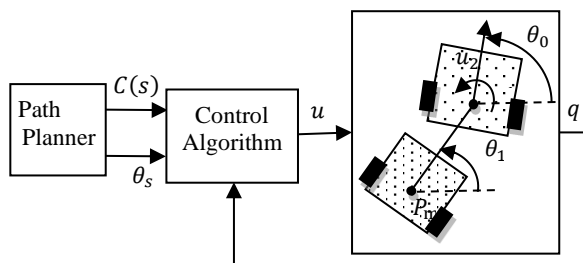 C(s)
Path
Planner
θₛ
Control
Algorithm
u
θ₀
u₂
θ₁
Pₘ
q